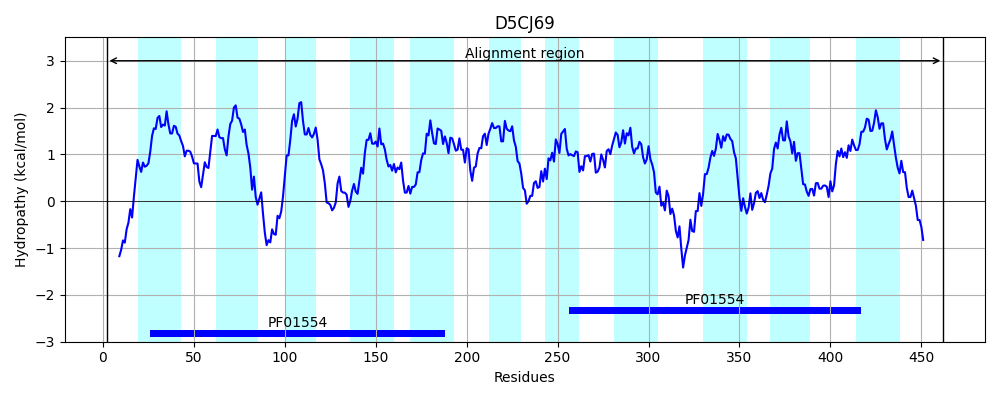 D5CJ69
Alignment region
Hydropathy (kcal/mol)
3
2
1
0
−1
−2
−3
PF01554
PF01554
0 50 100 150 200 250 300 350 400 450
Residues